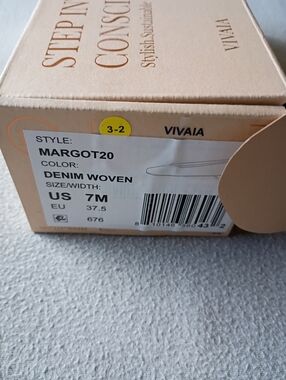 STEP IN
CONSCI
Stylish. Sustainable
VIVAIA
3-2
VIVAIA
STYLE:
MARGOT20
COLOR:
DENIM WOVEN
SIZE/WIDTH:
US 7M
EU 37.5
676